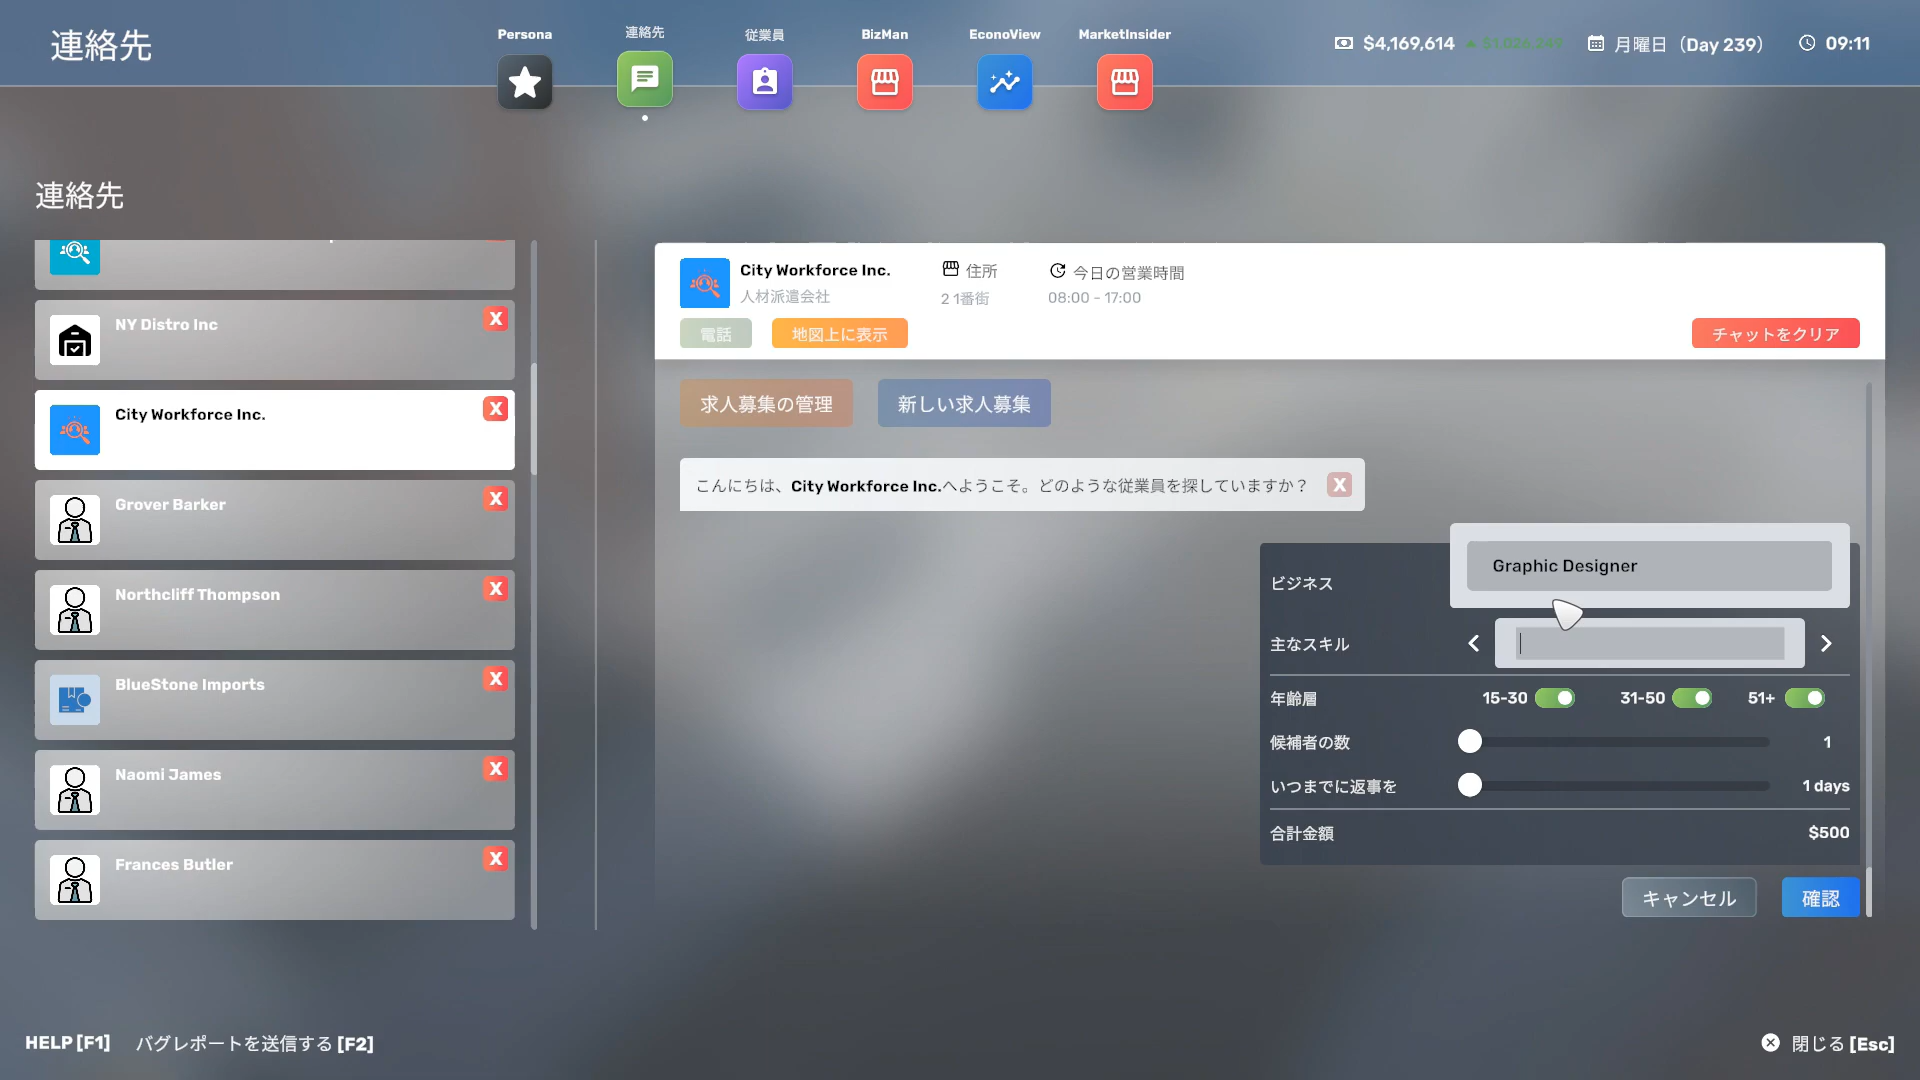 連絡先
Persona
連絡先
従業員
BizMan
EconoView
MarketInsider
$4,169,614
$1,026,249
月曜日（Day 239）
09:11
連絡先
NY Distro Inc
X
City Workforce Inc.
X
Grover Barker
X
Northcliff Thompson
X
BlueStone Imports
X
Naomi James
X
Frances Butler
X
City Workforce Inc.
人材派遣会社
住所
2 1番街
今日の営業時間
08:00 - 17:00
電話
地図上に表示
チャットをクリア
求人募集の管理
新しい求人募集
こんにちは、City Workforce Inc.へようこそ。どのような従業員を探していますか？
X
ビジネス
Graphic Designer
主なスキル
年齢層
15-30
31-50
51+
候補者の数
1
いつまでに返事を
1 days
合計金額
$500
キャンセル
確認
HELP [F1]
バグレポートを送信する [F2]
閉じる [Esc]